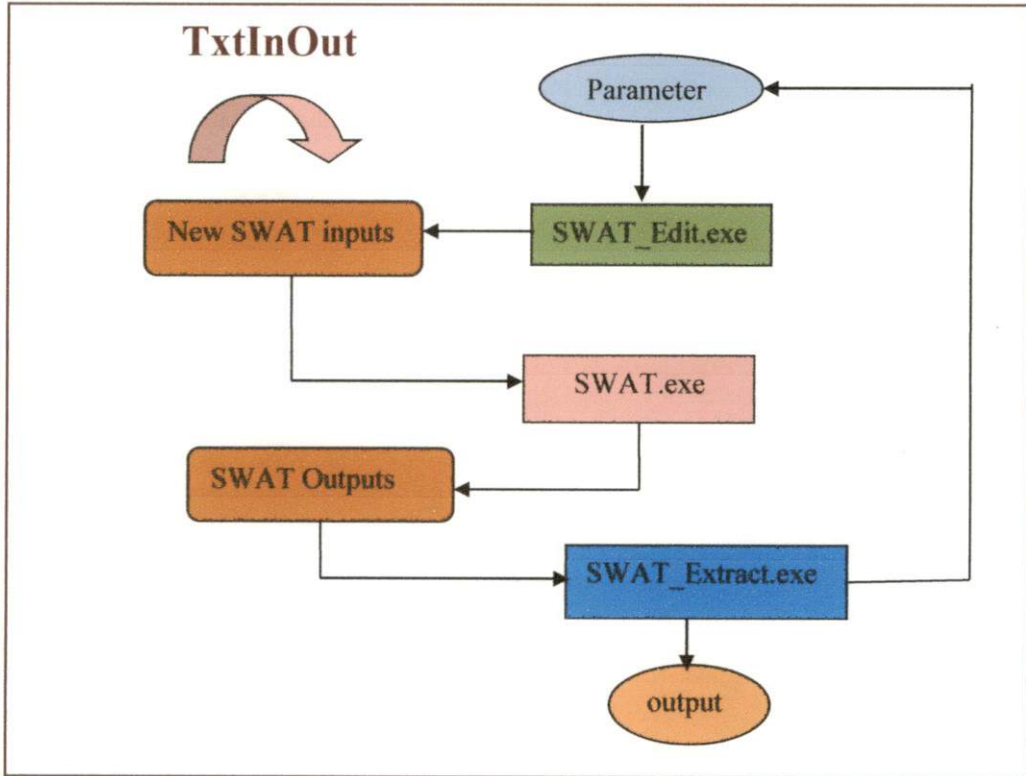 TxtInOut
Parameter
New SWAT inputs
SWAT_Edit.exe
SWAT.exe
SWAT Outputs
SWAT_Extract.exe
output